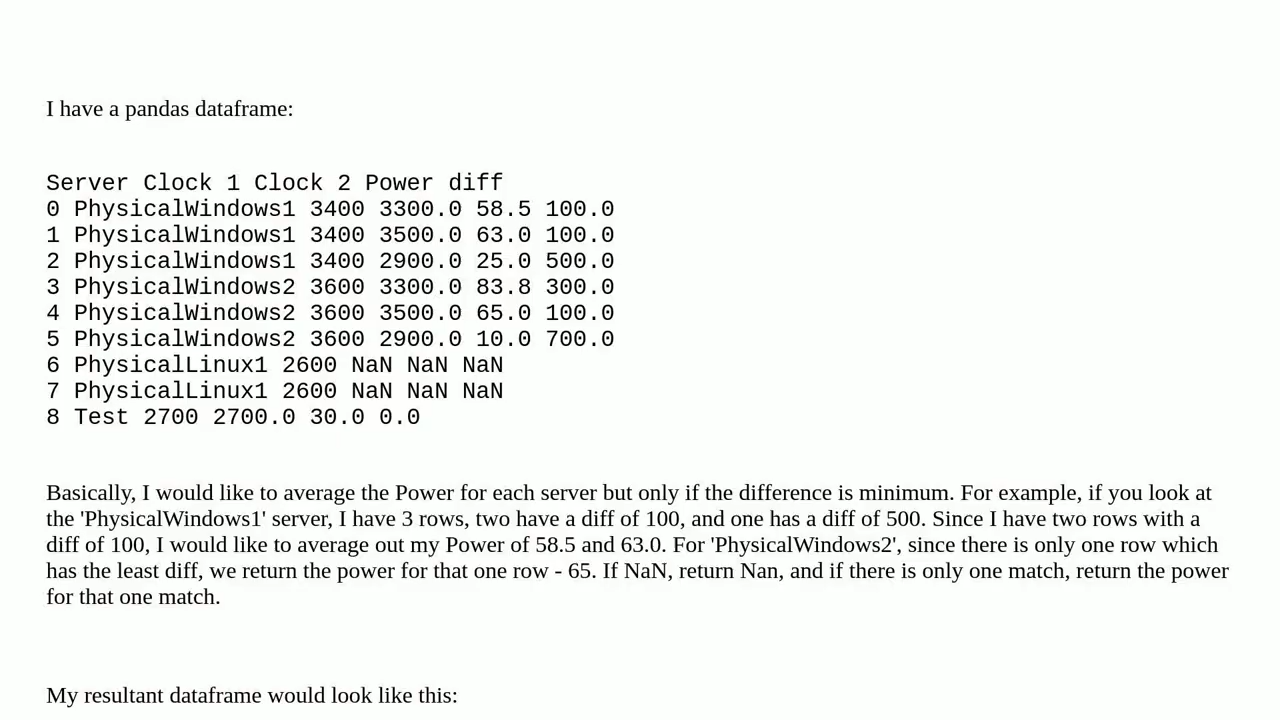 I have a pandas dataframe:
Server Clock 1 Clock 2 Power diff
0 PhysicalWindows1 3400 3300.0 58.5 100.0
1 PhysicalWindows1 3400 3500.0 63.0 100.0
2 PhysicalWindows1 3400 2900.0 25.0 500.0
3 PhysicalWindows2 3600 3300.0 83.8 300.0
4 PhysicalWindows2 3600 3500.0 65.0 100.0
5 PhysicalWindows2 3600 2900.0 10.0 700.0
6 PhysicalLinux1 2600 NaN NaN NaN
7 PhysicalLinux1 2600 NaN NaN NaN
8 Test 2700 2700.0 30.0 0.0
Basically, I would like to average the Power for each server but only if the difference is minimum. For example, if you look at
the 'PhysicalWindows1' server, I have 3 rows, two have a diff of 100, and one has a diff of 500. Since I have two rows with a
diff of 100, I would like to average out my Power of 58.5 and 63.0. For 'PhysicalWindows2', since there is only one row which
has the least diff, we return the power for that one row - 65. If NaN, return Nan, and if there is only one match, return the power
for that one match.
My resultant dataframe would look like this: